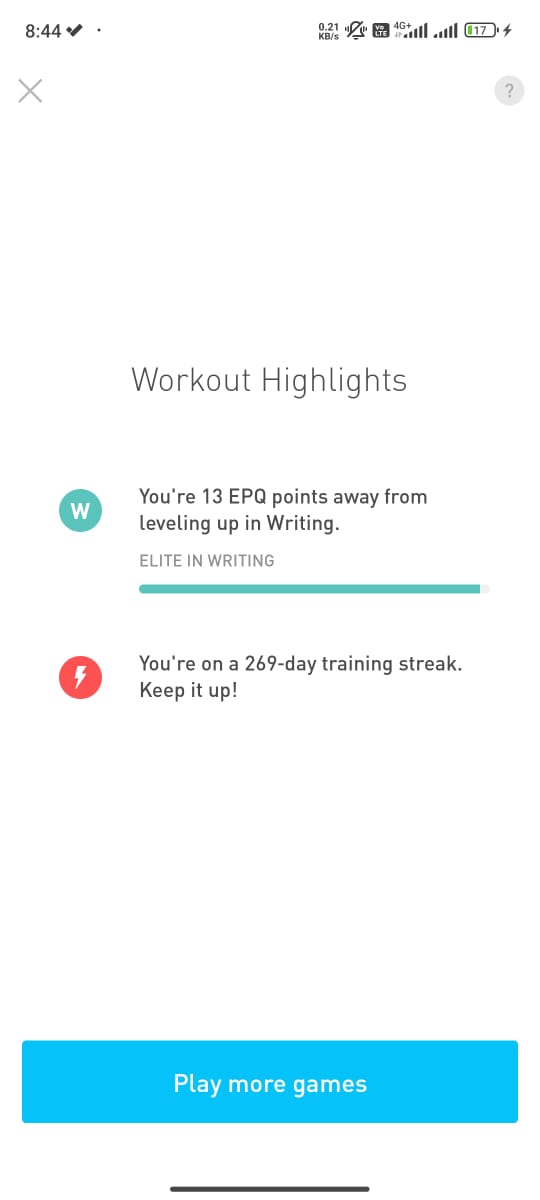 8:44
0.21
KB/s
Vo
LTE
4G+
17
?
Workout Highlights
W
You're 13 EPQ points away from
leveling up in Writing.
ELITE IN WRITING
You're on a 269-day training streak.
Keep it up!
Play more games